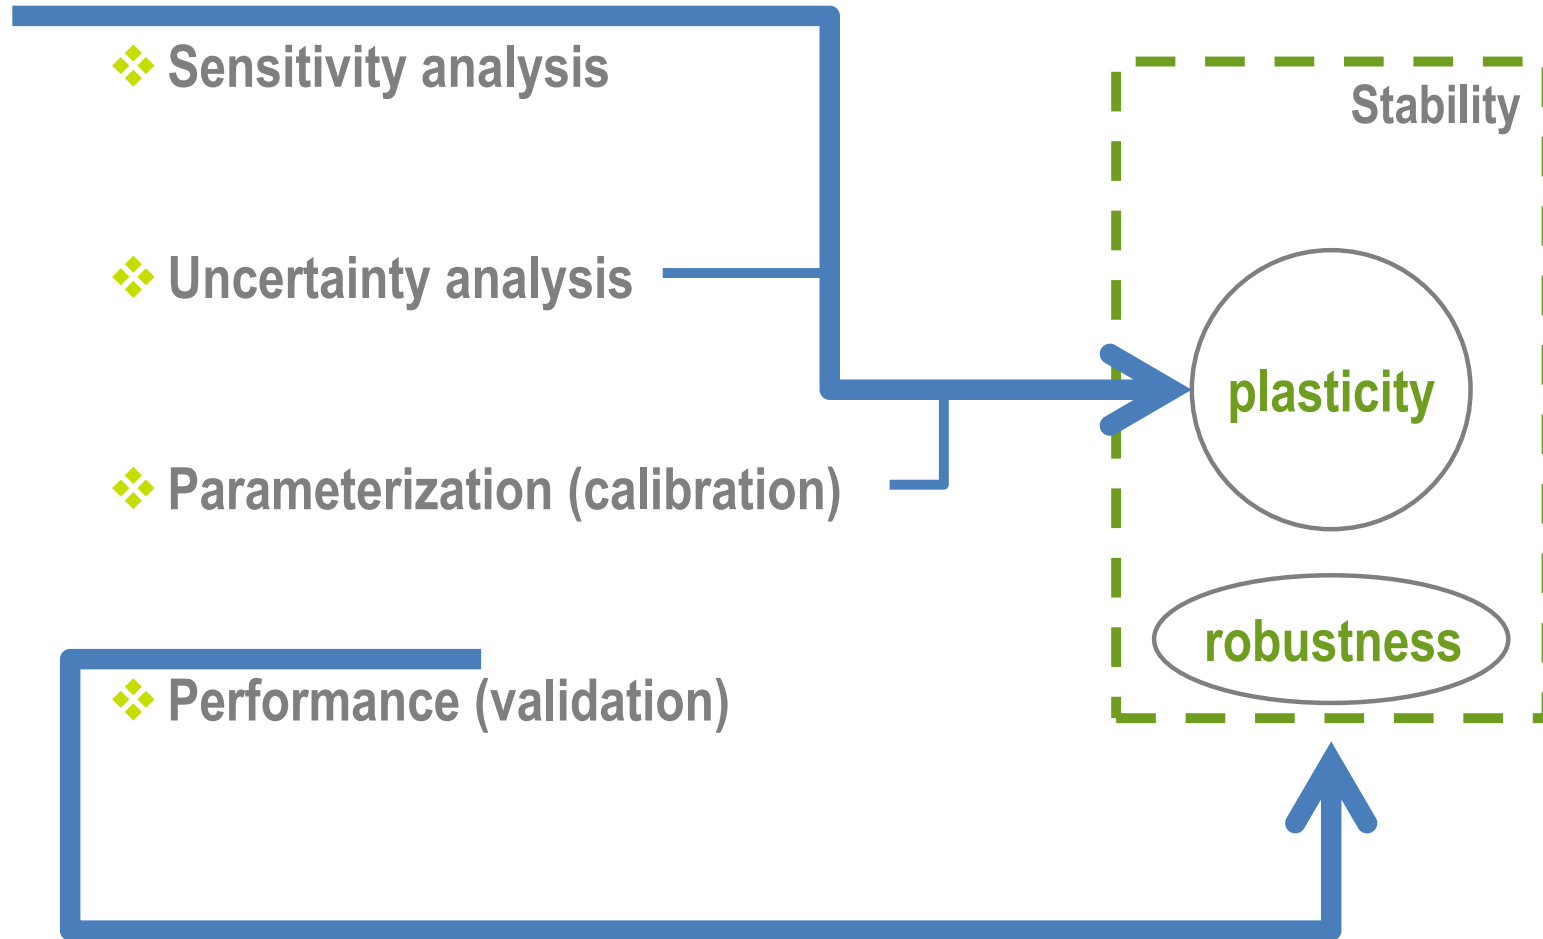 Sensitivity analysis
Stability
Uncertainty analysis
plasticity
Parameterization (calibration)
robustness
Performance (validation)